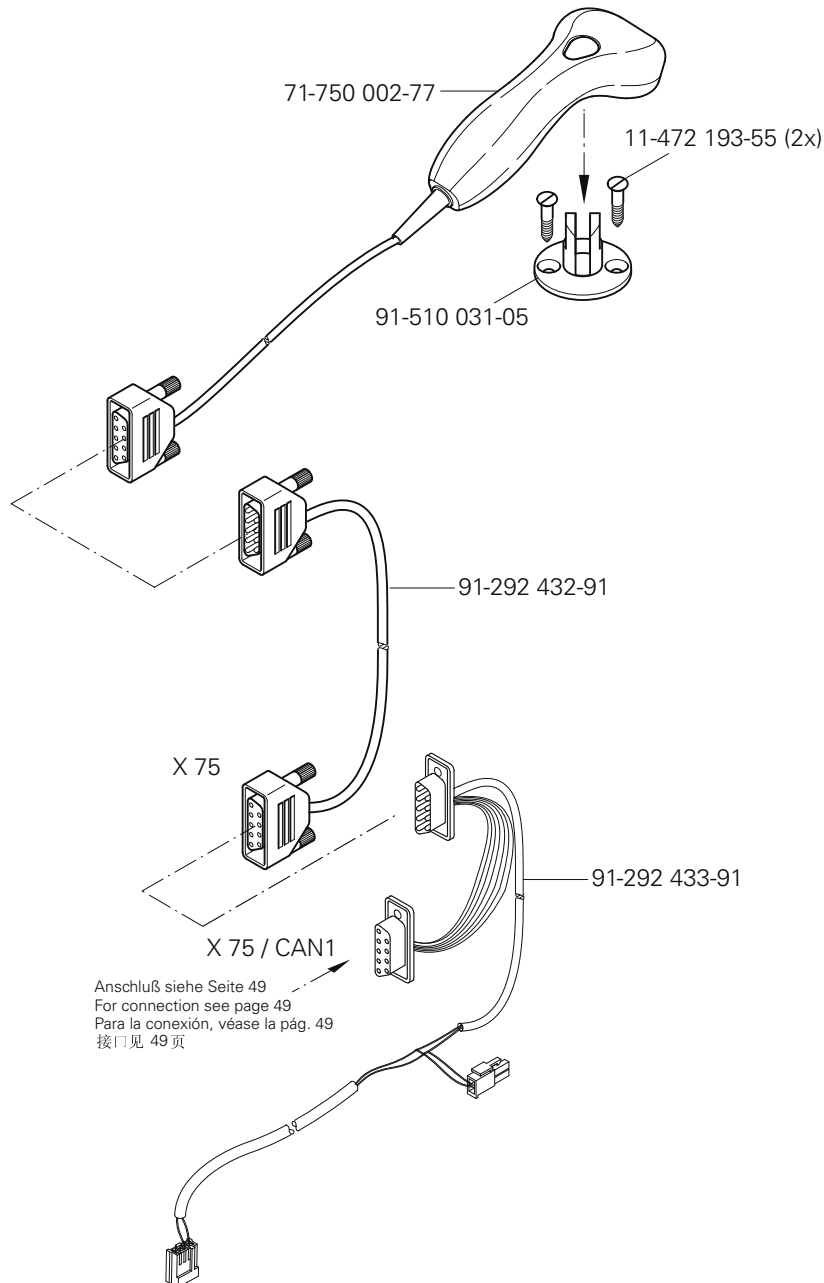 71-750 002-77
11-472 193-55 (2x)
91-510 031-05
91-292 432-91
X 75
91-292 433-91
X 75 / CAN1
Anschluß siehe Seite 49
For connection see page 49
Para la conexión, véase la pág. 49
接口见 49页